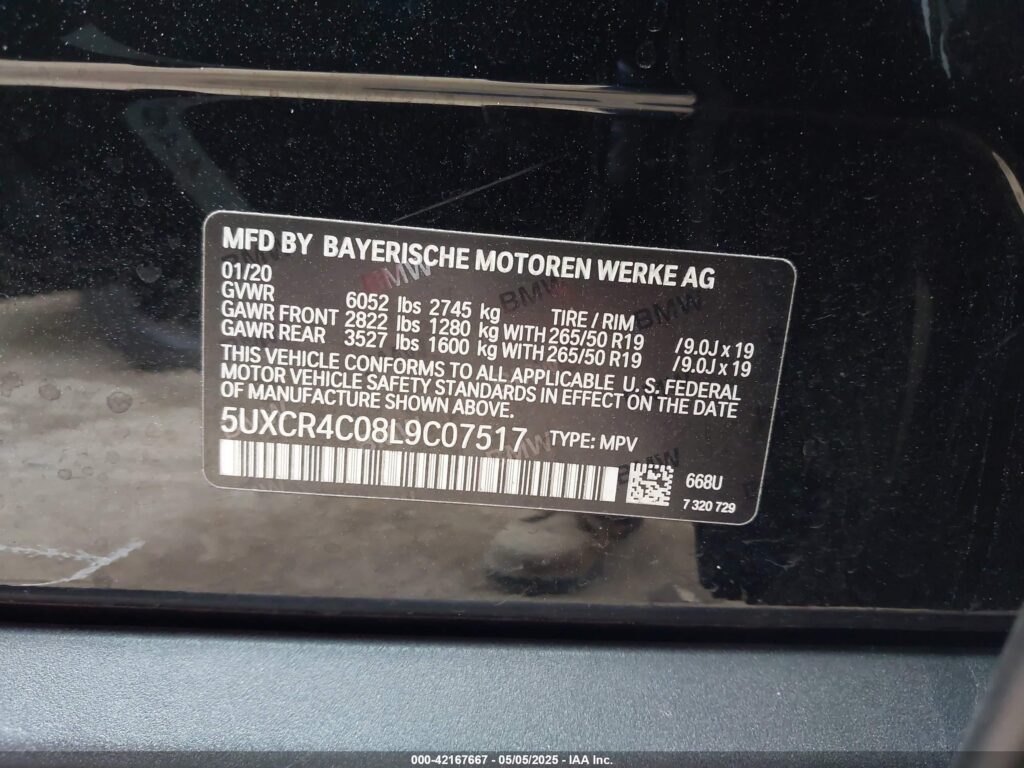 MFD BY BAYERISCHE MOTOREN WERKE AG
01/20
GVWR 6052 lbs 2745 kg TIRE / RIM
GAWR FRONT 2822 lbs 1280 kg WITH 265/50 R19 /9.0J x 19
GAWR REAR 3527 lbs 1600 kg WITH 265/50 R19 /9.0J x 19
THIS VEHICLE CONFORMS TO ALL APPLICABLE U. S. FEDERAL
MOTOR VEHICLE SAFETY STANDARDS IN EFFECT ON THE DATE
OF MANUFACTURE SHOWN ABOVE.
5UXCR4C08L9C07517 TYPE: MPV
668U
7 320 729
BMW
BMW
BMW
000-42167667 - 05/05/2025 - IAA Inc.